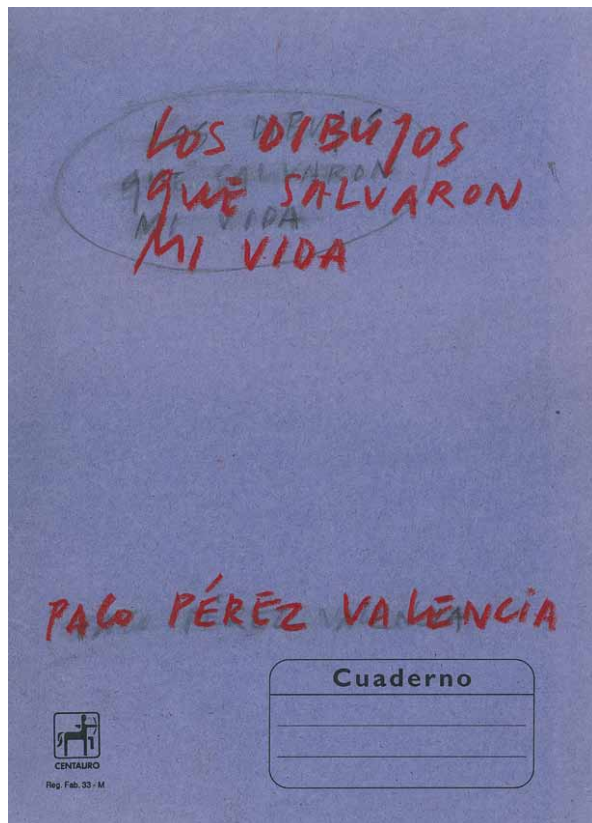 LOS DIBUJOS
QUE SALVARON
MI VIDA
PACO PÉREZ VALENCIA
Cuaderno
CENTAURO
Reg. Fab. 33 - M